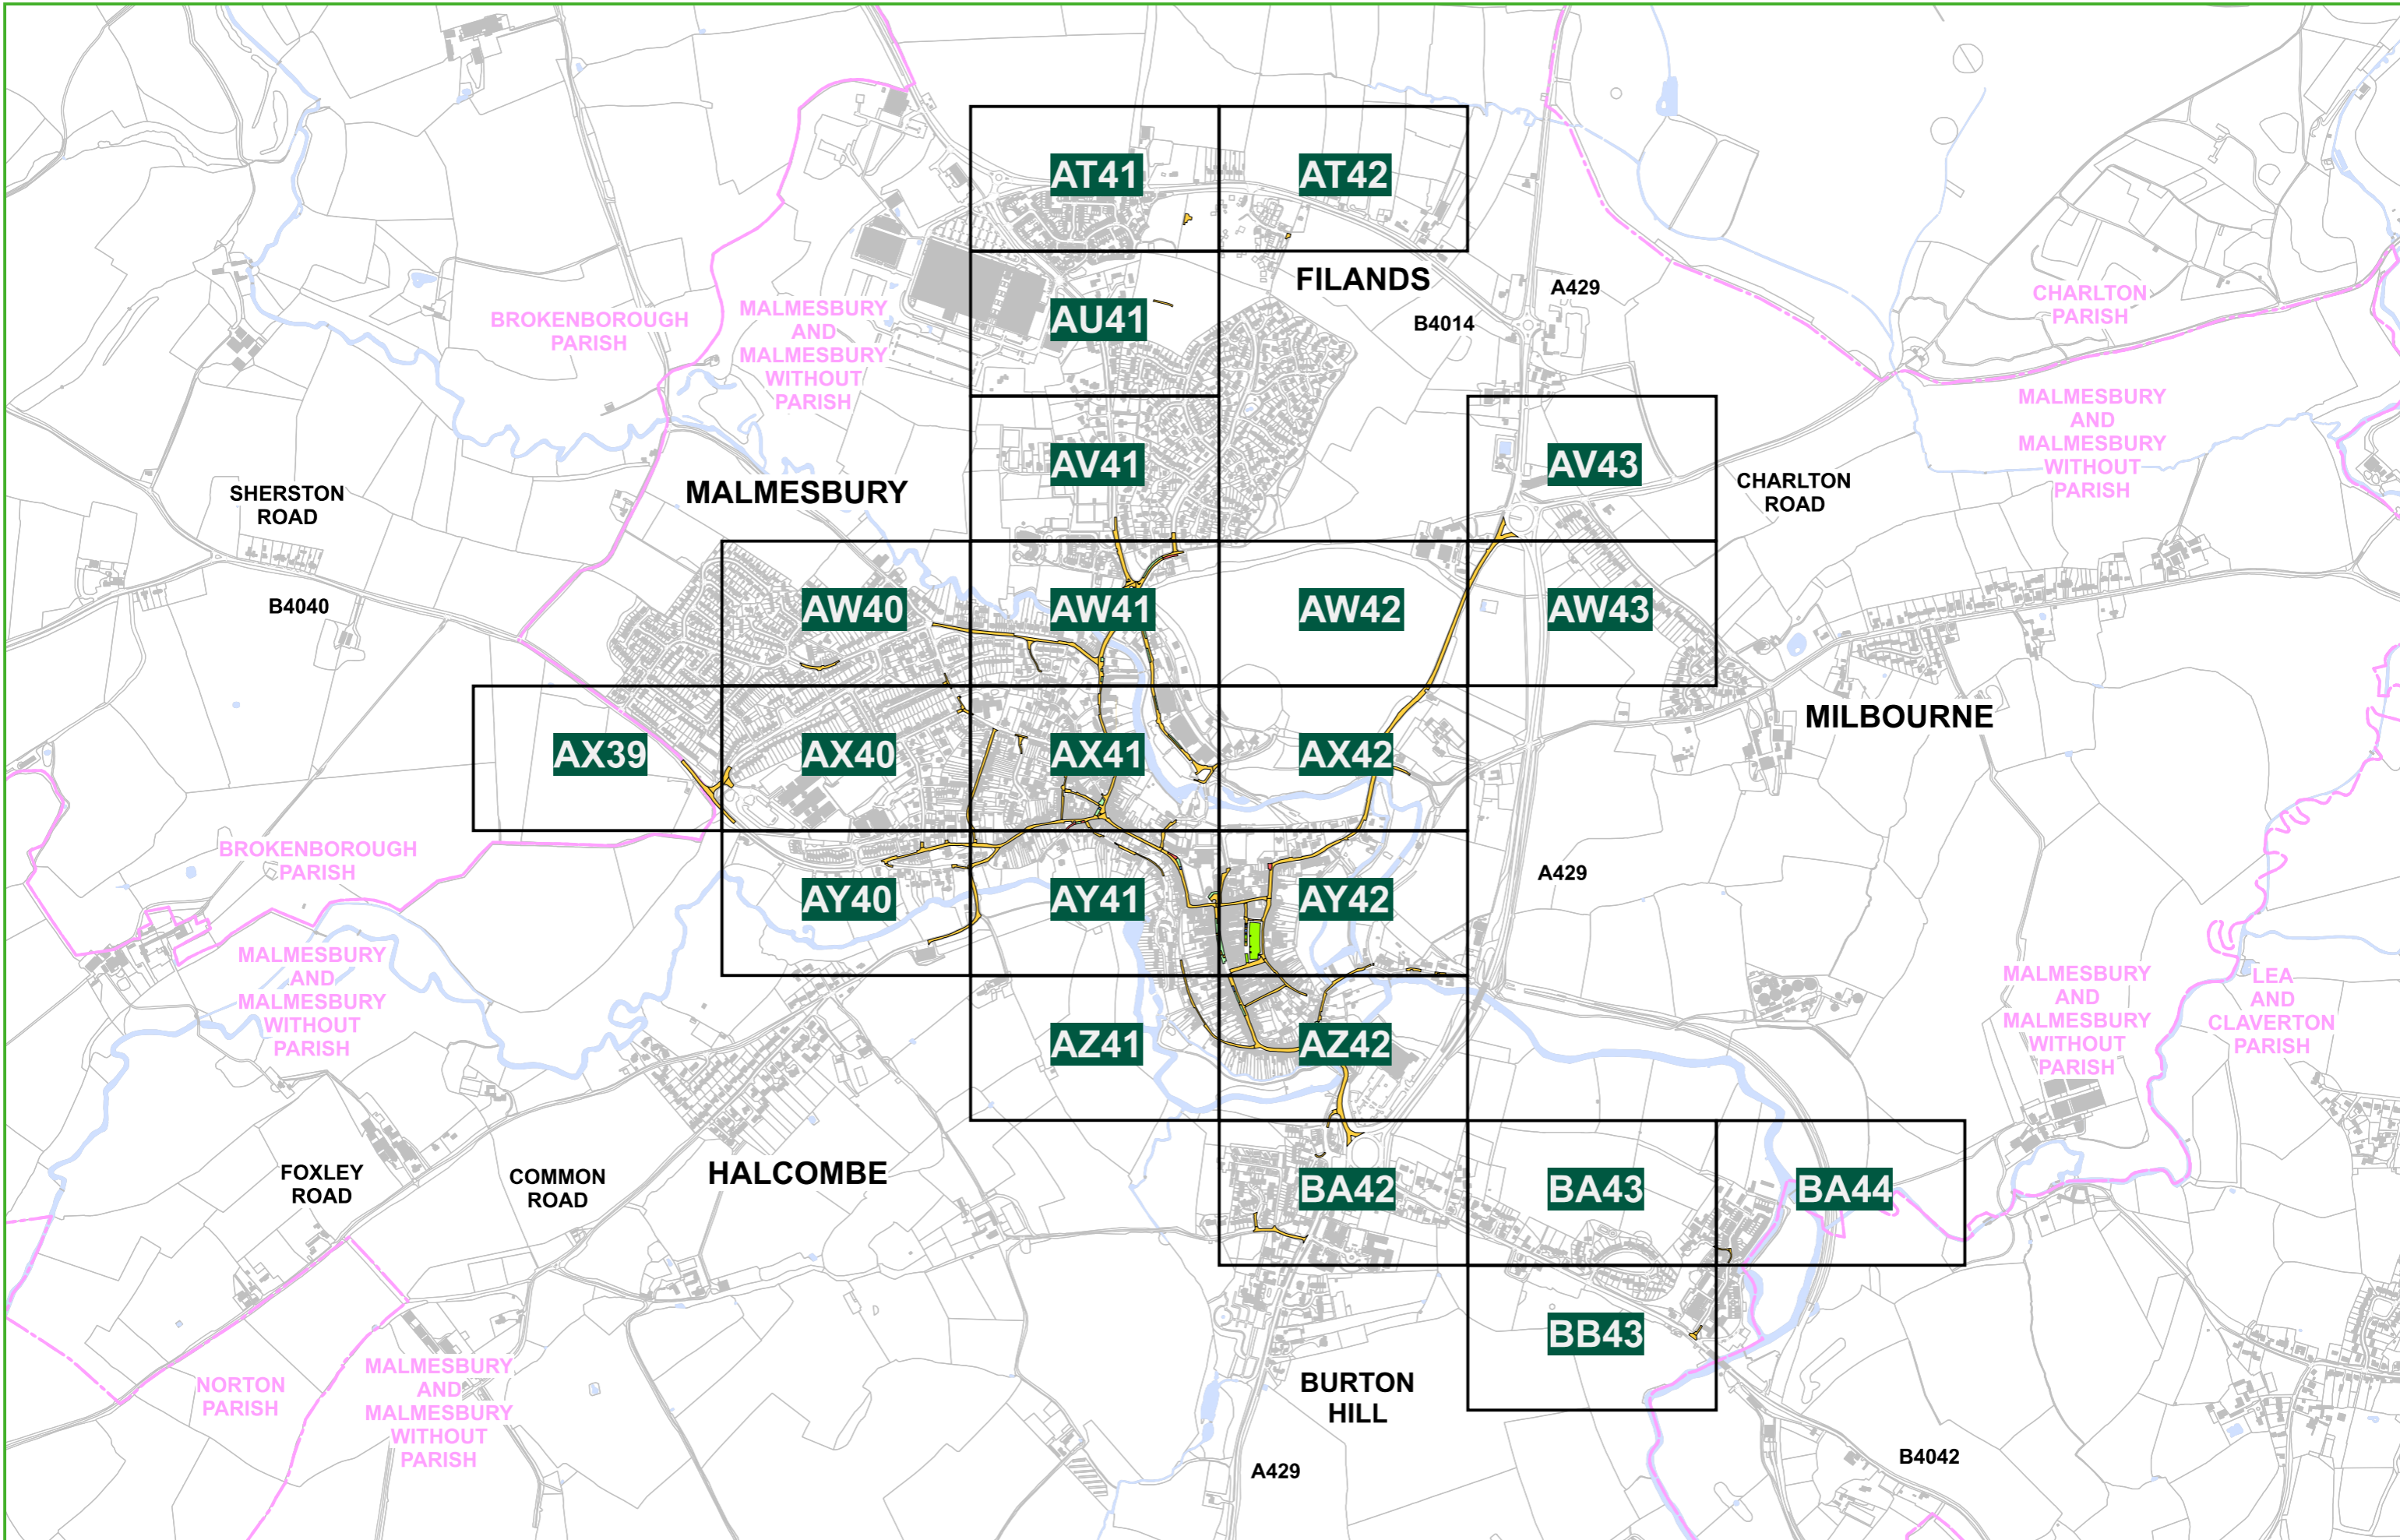 AT41
AT42
FILANDS
A429
CHARLTON
PARISH
BROKENBOROUGH
PARISH
MALMESBURY
AND
MALMESBURY
WITHOUT
PARISH
AU41
B4014
MALMESBURY
AND
MALMESBURY
WITHOUT
PARISH
AV41
AV43
MALMESBURY
SHERSTON
ROAD
CHARLTON
ROAD
B4040
AW40
AW41
AW42
AW43
MILBOURNE
AX39
AX40
AX41
AX42
BROKENBOROUGH
PARISH
A429
AY40
AY41
AY42
MALMESBURY
AND
MALMESBURY
WITHOUT
PARISH
MALMESBURY
AND
MALMESBURY
WITHOUT
PARISH
LEA
AND
CLAVERTON
PARISH
AZ41
AZ42
FOXLEY
ROAD
COMMON
ROAD
HALCOMBE
BA42
BA43
BA44
BB43
NORTON
PARISH
MALMESBURY
AND
MALMESBURY
WITHOUT
PARISH
BURTON
HILL
A429
B4042